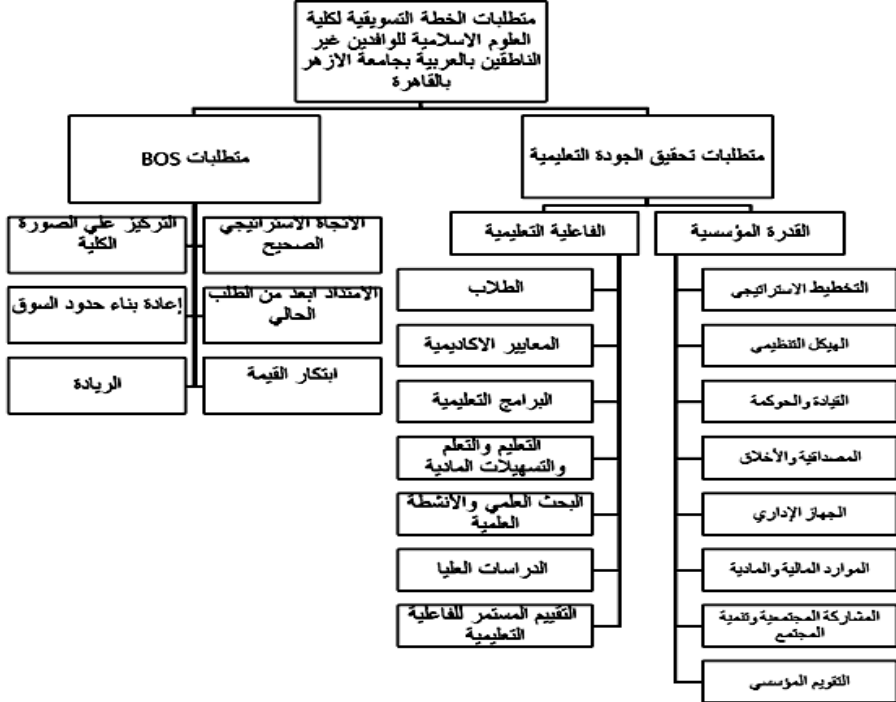 متطلبات الخطة التسويقية لكلية
العلوم الاسلامية للوافدين غير
الناطقين بالعربية بجامعة الازهر
بالقاهرة
متطلبات تحقيق الجودة التعليمية
متطلبات BOS
القدرة المؤسسية
الفاعلية التعليمية
التخطيط الاستراتيجي
الهيكل التنظيمي
القيادة والحوكمة
المصداقية والأخلاق
الجهاز الإداري
الموارد المالية والمادية
المشاركة المجتمعية وتنمية
المجتمع
التقويم المؤسسي
الطلاب
المعايير الاكاديمية
البرامج التعليمية
التعليم والتعلم
والتسهيلات المادية
البحث العلمي والأنشطة
العلمية
الدراسات العليا
التقييم المستمر للفاعلية
التعليمية
الاتجاة الاستراتيجي
الصحيح
التركيز علي الصورة
الكلية
الامتداد ابعد من الطلب
الحالي
إعادة بناء حدود السوق
ابتكار القيمة
الريادة